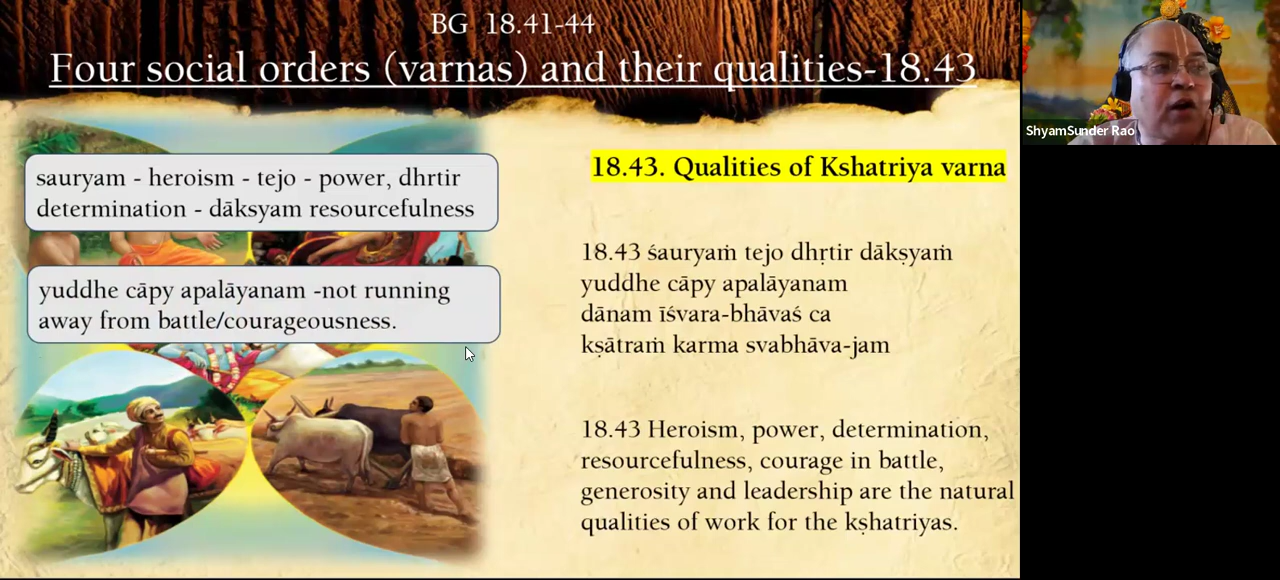 BG 18.41-44
Four social orders (varnas) and their qualities-18.43
ShyamSunder Rao
sauryam - heroism - tejo - power, dhrtir
determination - dāksyam resourcefulness
yuddhe cāpy apalāyanam -not running
away from battle/courageousness.
18.43. Qualities of Kshatriya varna
18.43 śauryaṁ tejo dhṛtir dākṣyaṁ
yuddhe cāpy apalāyanam
dānam īśvara-bhāvaś ca
kṣātraṁ karma svabhāva-jam
18.43 Heroism, power, determination,
resourcefulness, courage in battle,
generosity and leadership are the natural
qualities of work for the kṣhatriyas.